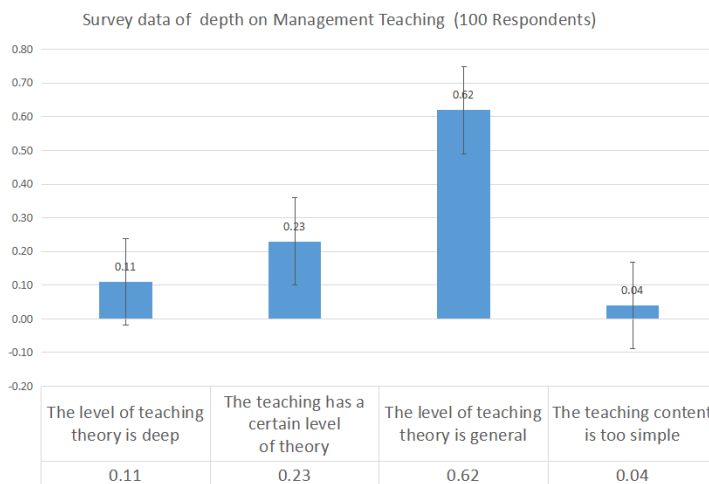 Survey data of depth on Management Teaching (100 Respondents)
0.80
0.70
0.60
0.50
0.40
0.30
0.20
0.10
0.00
-0.10
-0.20
0.11
0.23
0.62
0.04
The level of teaching
theory is deep
The teaching has a
certain level
of theory
The level of teaching
theory is general
The teaching content
is too simple
0.11 0.23 0.62 0.04